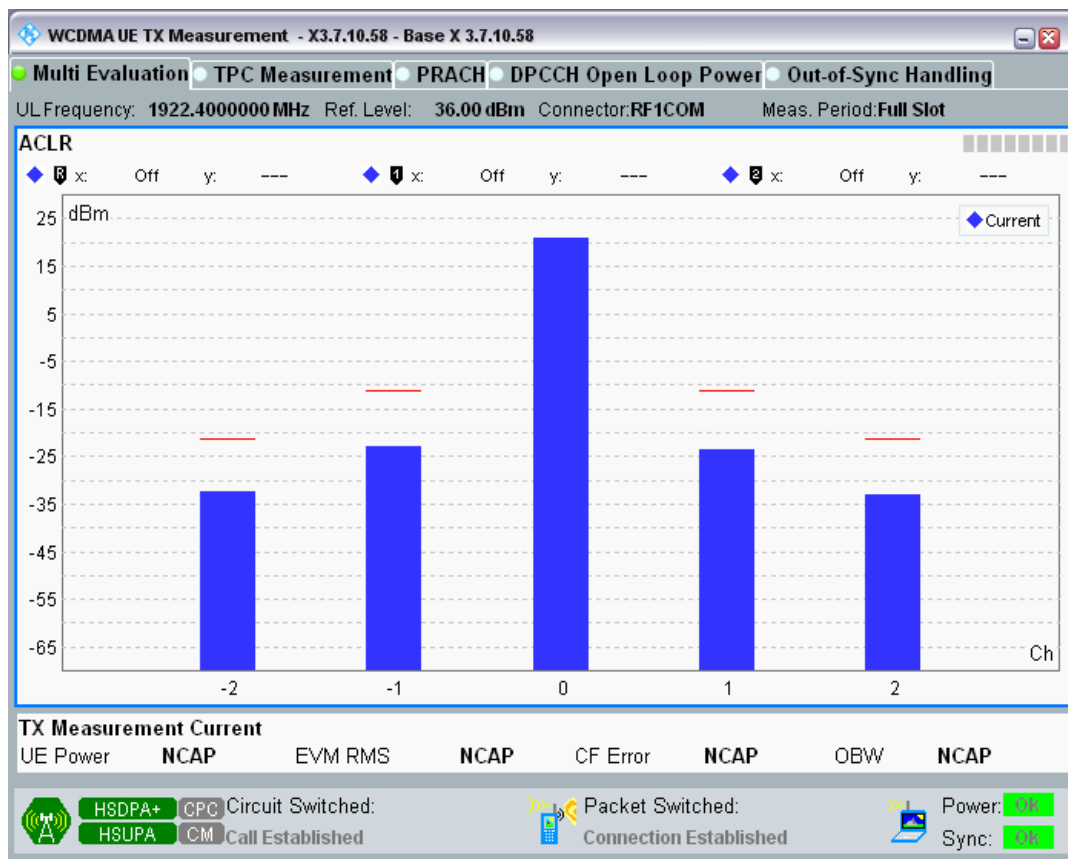 WCDMA UE TX Measurement - X3.7.10.58 - Base X 3.7.10.58
Multi Evaluation TPC Measurement PRACH DPCCH Open Loop Power Out-of-Sync Handling
UL Frequency: 1922.4000000 MHz Ref. Level: 36.00 dBm Connector:RF1COM Meas. Period:Full Slot
ACLR
R x: Off y: --- 1 x: Off y: --- 2 x: Off y: ---
dBm
Current
25
15
5
-5
-15
-25
-35
-45
-55
-65
Ch
-2 -1 0 1 2
TX Measurement Current
UE Power NCAP EVM RMS NCAP CF Error NCAP OBW NCAP
HSDPA+ CPC Circuit Switched: Packet Switched: Power: OK
HSUPA CM Call Established Connection Established Sync: OK